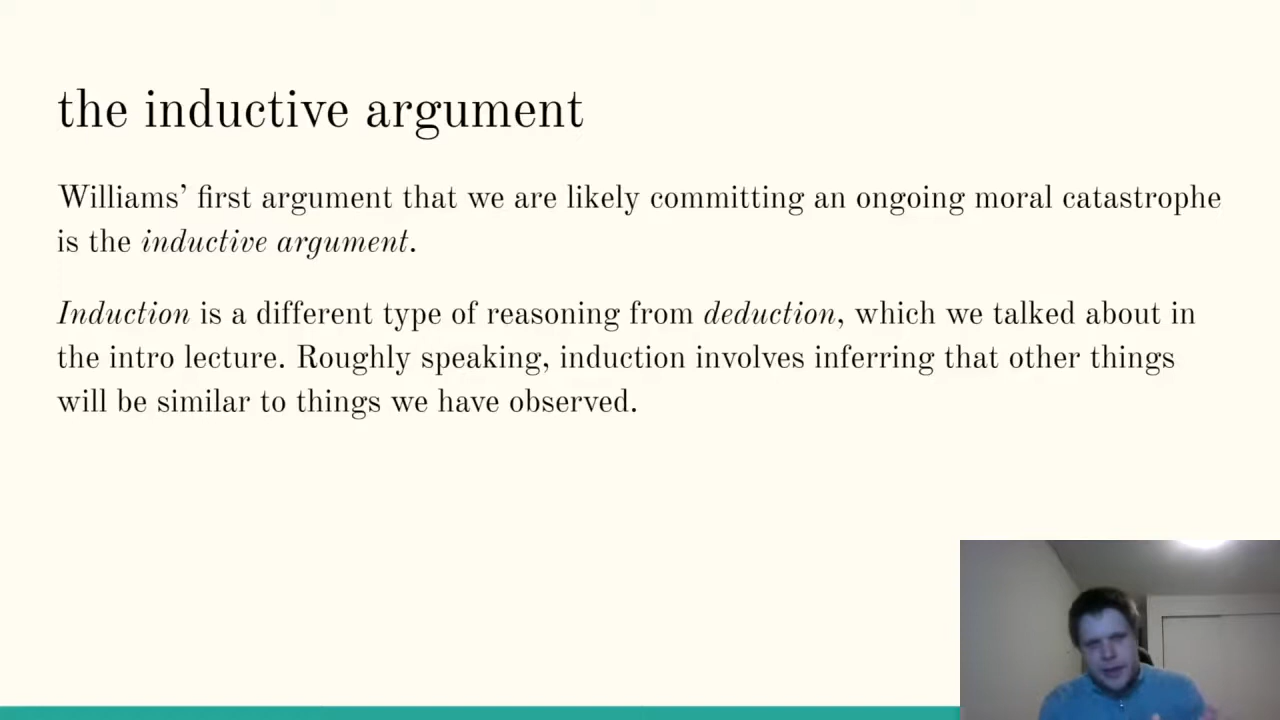 the inductive argument
Williams’ first argument that we are likely committing an ongoing moral catastrophe
is the inductive argument.
Induction is a different type of reasoning from deduction, which we talked about in
the intro lecture. Roughly speaking, induction involves inferring that other things
will be similar to things we have observed.